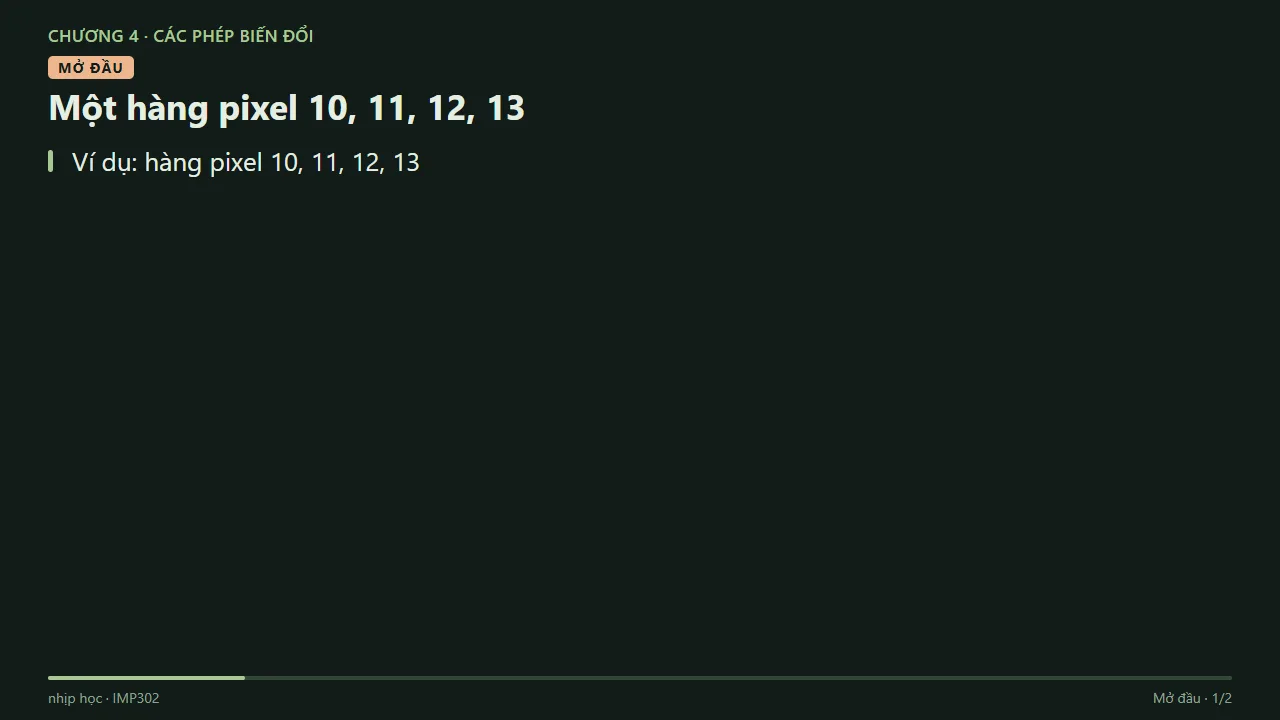 CHƯƠNG 4 · CÁC PHÉP BIẾN ĐỔI
MỞ ĐẦU
Một hàng pixel 10, 11, 12, 13
Ví dụ: hàng pixel 10, 11, 12, 13
nhịp học · IMP302
Mở đầu · 1/2